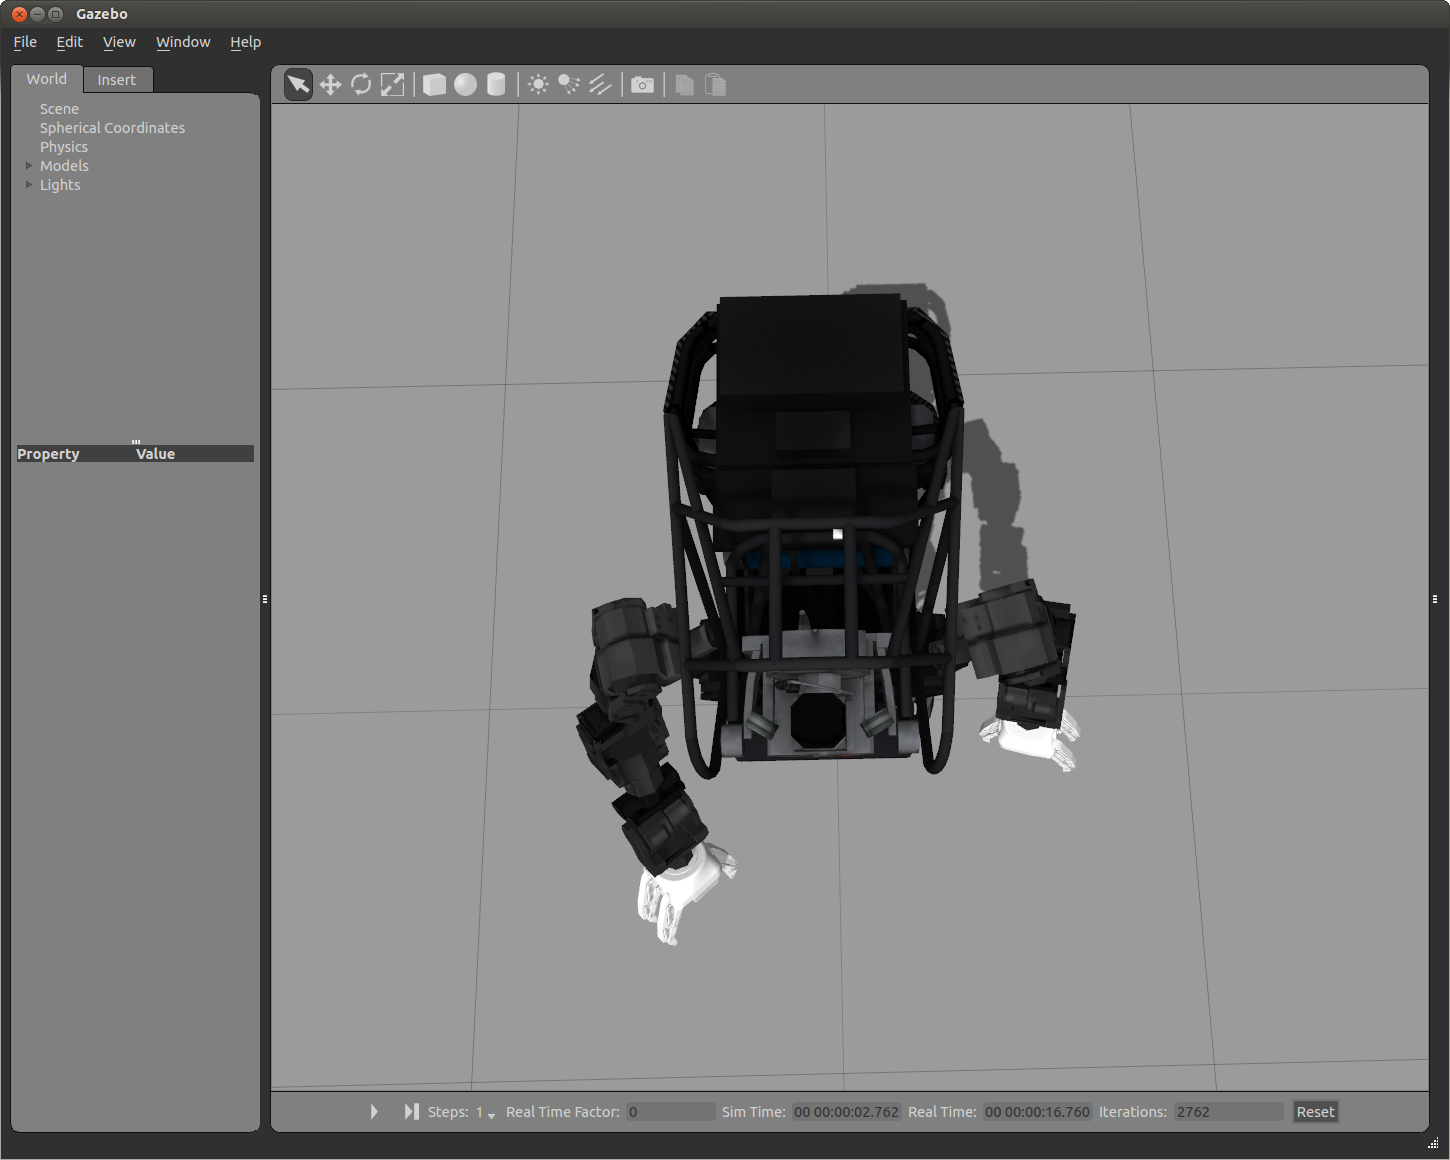 Gazebo
File Edit View Window Help
World Insert
Scene
Spherical Coordinates
Physics
Models
Lights
Property Value
Steps: 1 Real Time Factor: 0 Sim Time: 00 00:00:02.762 Real Time: 00 00:00:16.760 Iterations: 2762 Reset